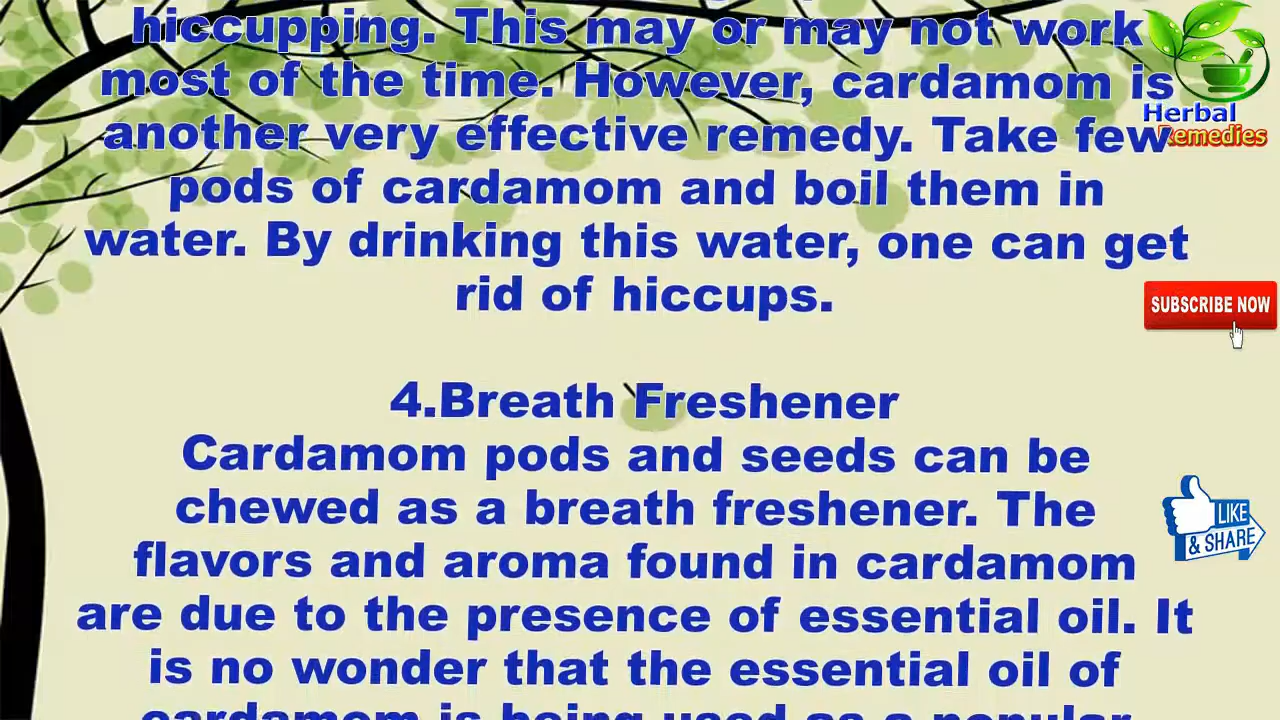 hiccupping. This may or may not work
most of the time. However, cardamom is
another very effective remedy. Take few
pods of cardamom and boil them in
water. By drinking this water, one can get
rid of hiccups.
4.Breath Freshener
Cardamom pods and seeds can be
chewed as a breath freshener. The
flavors and aroma found in cardamom
are due to the presence of essential oil. It
is no wonder that the essential oil of
cardamom is being used as a popular
Herbal
Remedies
SUBSCRIBE NOW
LIKE
& SHARE